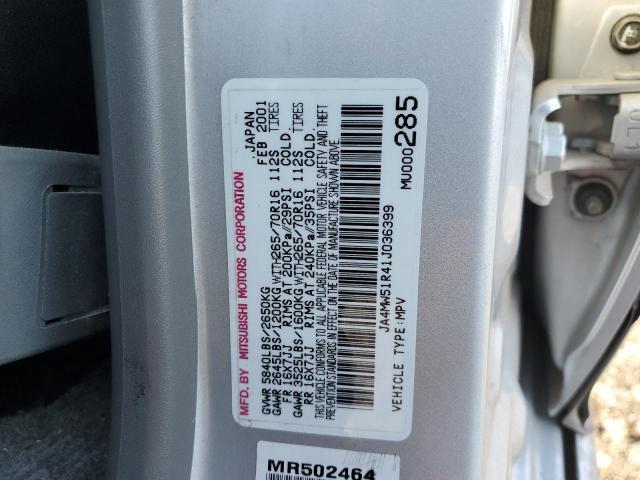 MFD. BY MITSUBISHI MOTORS CORPORATION JAPAN
FEB 2001
GVWR 5840LBS/2650KG
GAWR 2645LBS/1200KG WITH 265/70R16 112S TIRES
FR 16X7JJ RIMS AT 200KPa//29PSI COLD.
GAWR 3525LBS/1600KG WITH 265/70R16 112S TIRES
RR 16X7JJ RIMS AT 240KPa//35PSI COLD.
THIS VEHICLE CONFORMS TO ALL APPLICABLE
FEDERAL MOTOR VEHICLE SAFETY AND THEFT
PREVENTION STANDARDS IN EFFECT ON THE
DATE OF MANUFACTURE SHOWN ABOVE.
JA4MW51R41J036399
VEHICLE TYPE:MPV
MU000285
MR502464